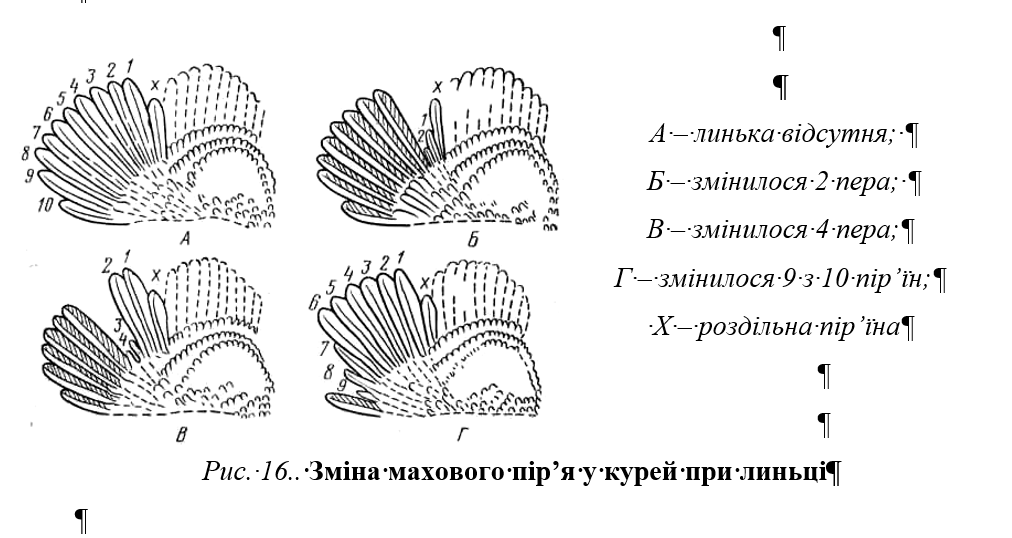 1
2
3
4
5
6
7
8
9
10
х
А
х
1
2
Б
А – линька відсутня;
Б – змінилося 2 пера;
В – змінилося 4 пера;
Г – змінилося 9 з 10 пір’їн;
Х – роздільна пір’їна
2
1
х
3
4
В
6
5
4
3
2
1
х
7
8
9
Г
Рис. 16.. Зміна махового пір’я у курей при линьці